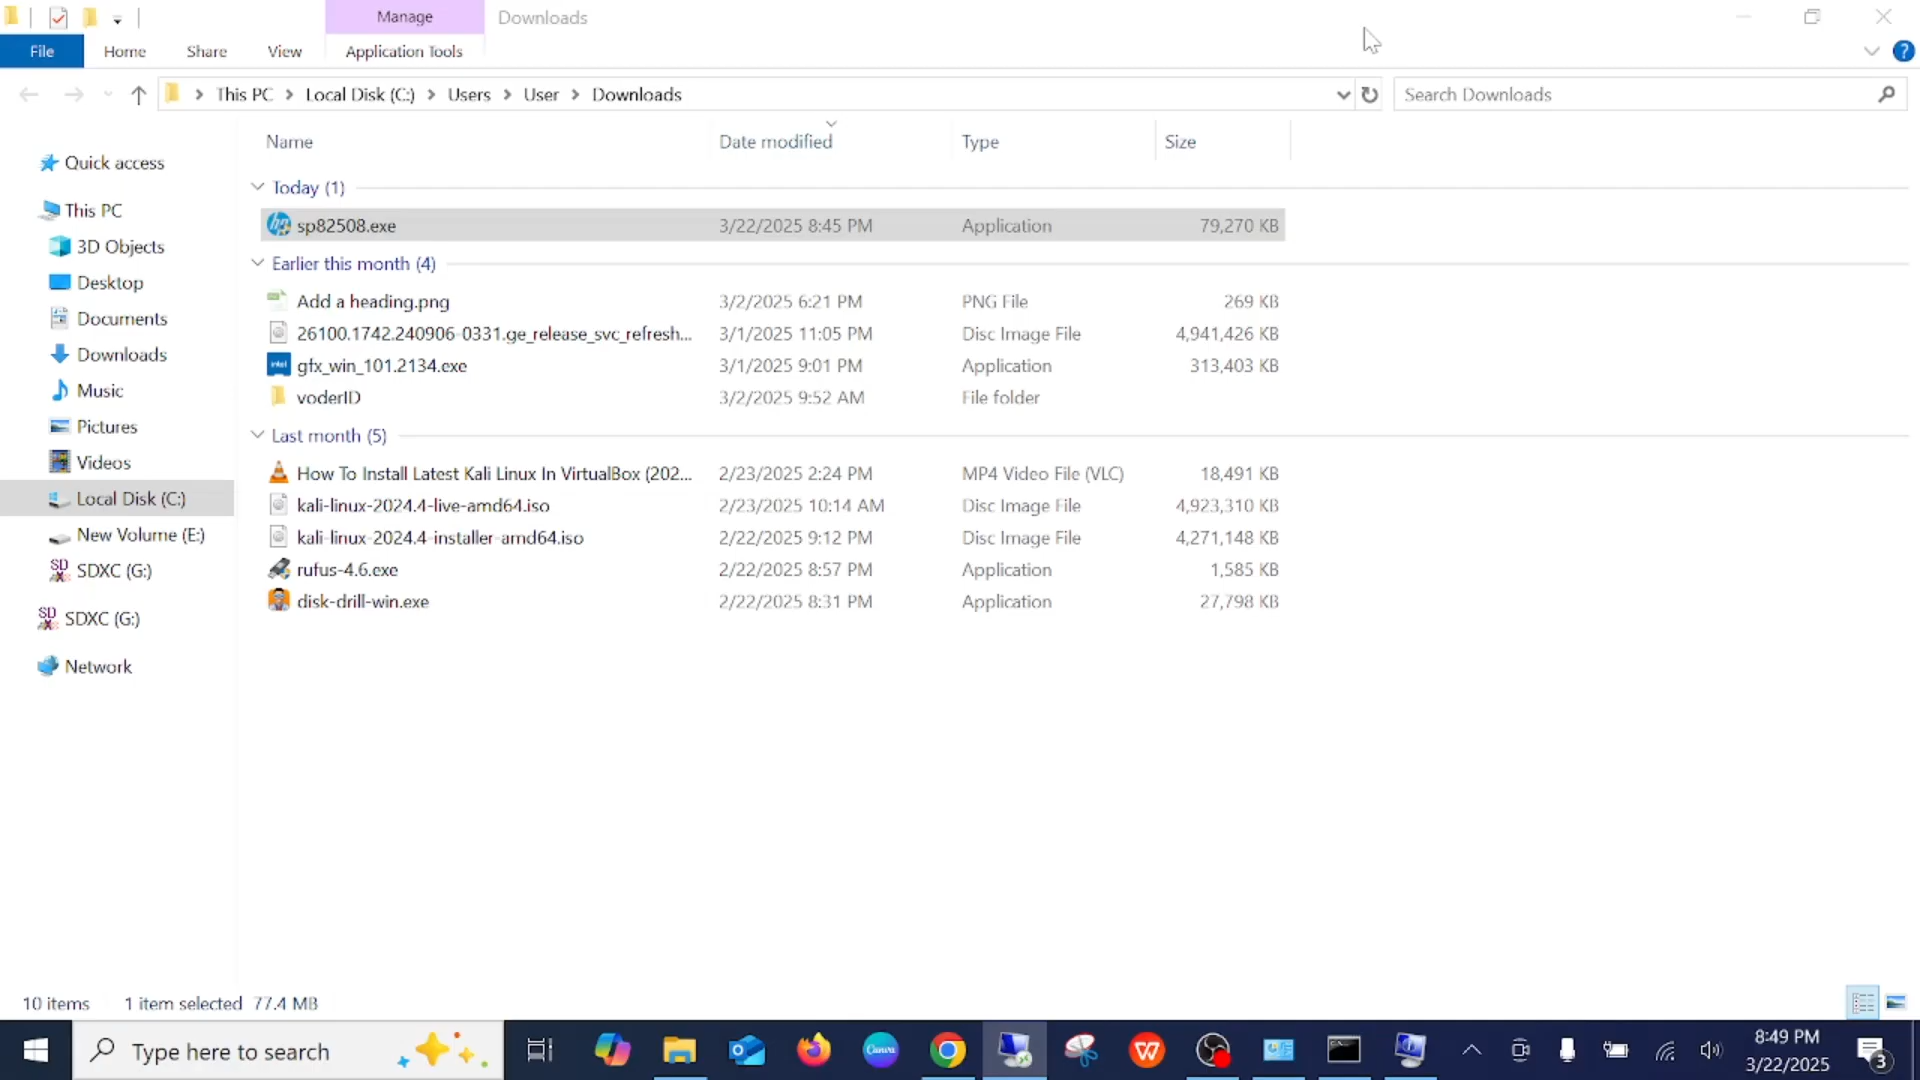 Manage
Downloads
File
Home
Share
View
Application Tools
?
This PC
Local Disk (C:)
Users
User
Downloads
Search Downloads
Name
Date modified
Type
Size
Quick access
This PC
3D Objects
Desktop
Documents
Downloads
Music
Pictures
Videos
Local Disk (C:)
New Volume (E:)
SDXC (G:)
SDXC (G:)
Network
Today (1)
sp82508.exe 3/22/2025 8:45 PM Application 79,270 KB
Earlier this month (4)
Add a heading.png 3/2/2025 6:21 PM PNG File 269 KB
26100.1742.240906-0331.ge_release_svc_refresh... 3/1/2025 11:05 PM Disc Image File 4,941,426 KB
gfx_win_101.2134.exe 3/1/2025 9:01 PM Application 313,403 KB
voderID 3/2/2025 9:52 AM File folder
Last month (5)
How To Install Latest Kali Linux In VirtualBox (202... 2/23/2025 2:24 PM MP4 Video File (VLC) 18,491 KB
kali-linux-2024.4-live-amd64.iso 2/23/2025 10:14 AM Disc Image File 4,923,310 KB
kali-linux-2024.4-installer-amd64.iso 2/22/2025 9:12 PM Disc Image File 4,271,148 KB
rufus-4.6.exe 2/22/2025 8:57 PM Application 1,585 KB
disk-drill-win.exe 2/22/2025 8:31 PM Application 27,798 KB
10 items 1 item selected 77.4 MB
Type here to search
Canva
W
8:49 PM
3/22/2025
3